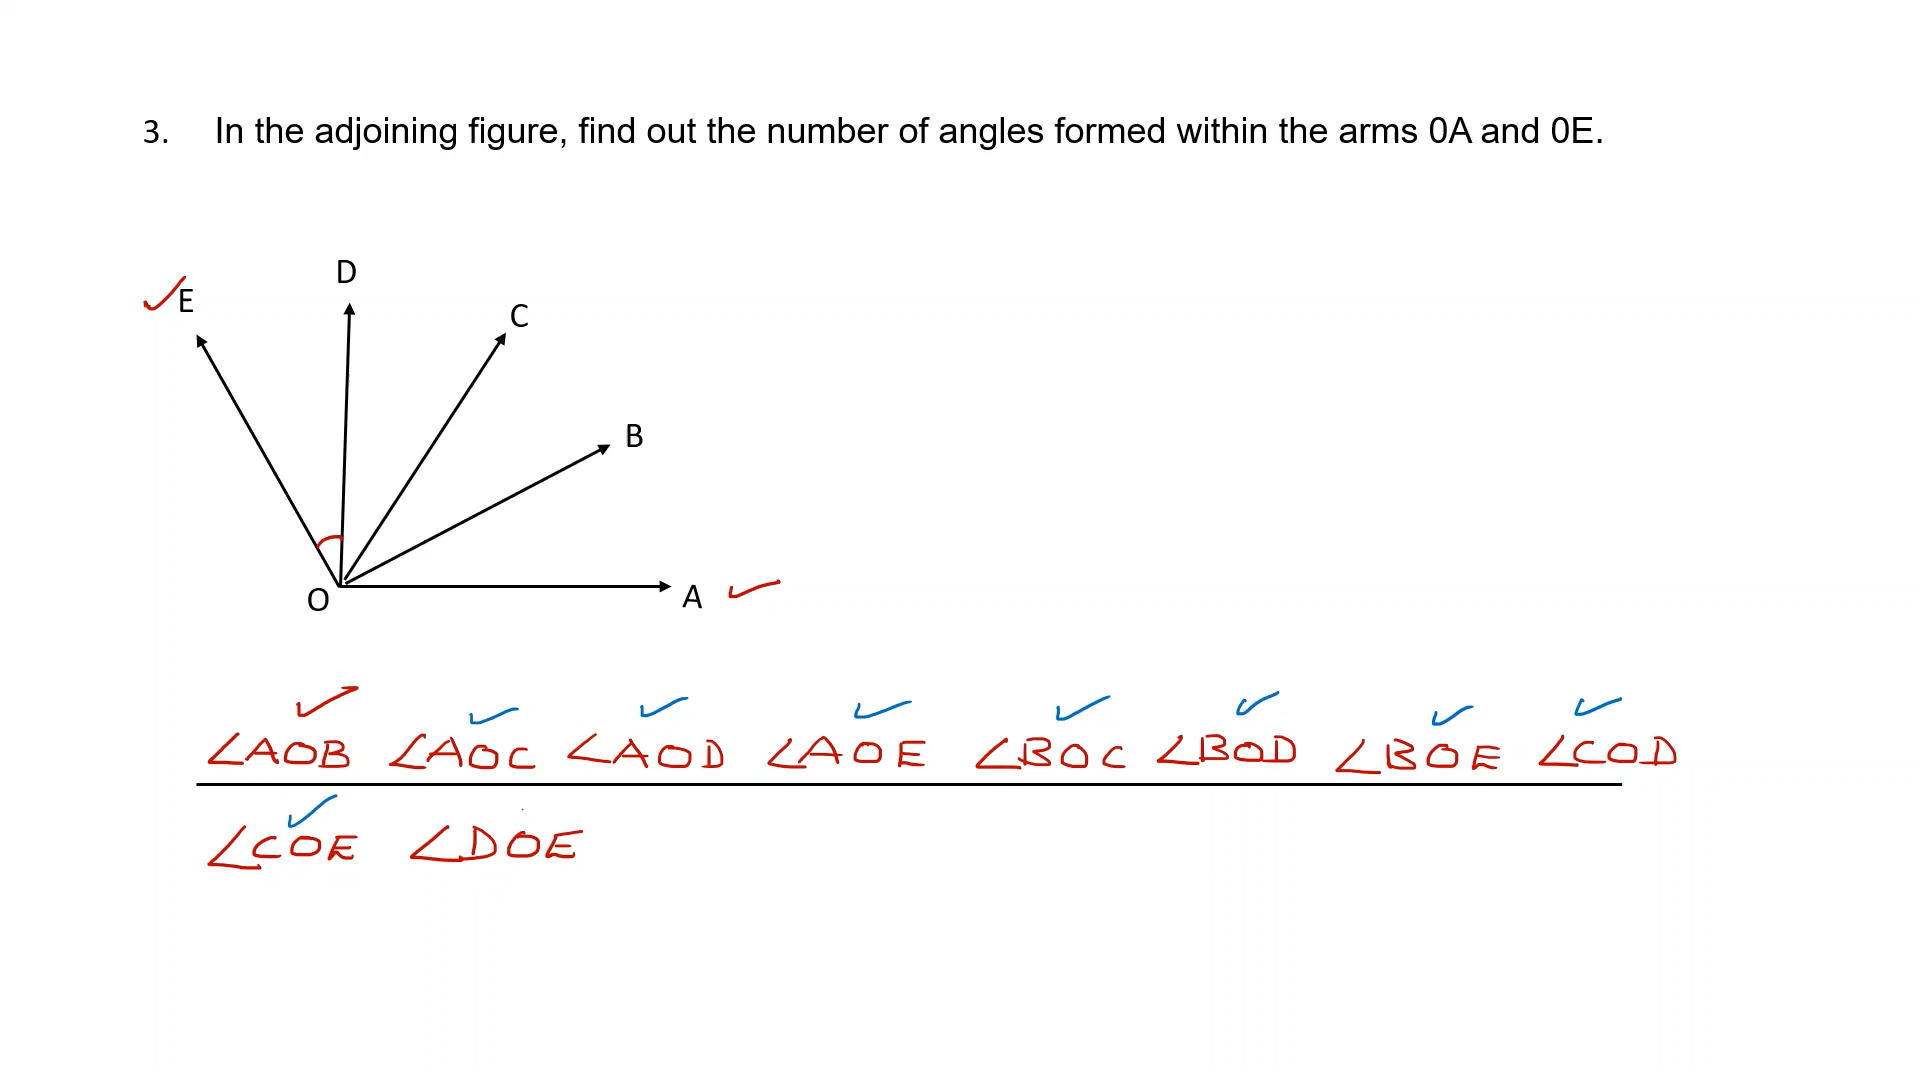 3. In the adjoining figure, find out the number of angles formed within the arms 0A and 0E.
D
E
C
B
O
A
∠AOB ∠AOC ∠AOD ∠AOE ∠BOC ∠BOD ∠BOE ∠COD
∠COE ∠DOE